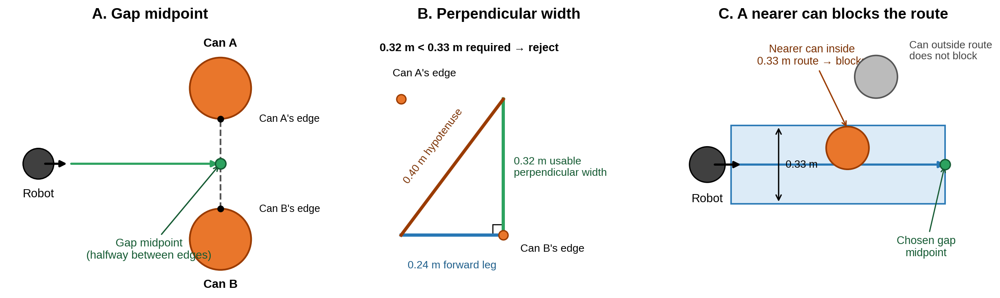 A. Gap midpoint
Can A
Can A's edge
Robot
Can B's edge
Gap midpoint
(halfway between edges)
Can B
B. Perpendicular width
0.32 m < 0.33 m required → reject
Can A's edge
0.40 m hypotenuse
0.32 m usable
perpendicular width
Can B's edge
0.24 m forward leg
C. A nearer can blocks the route
Nearer can inside
0.33 m route → blocks
Can outside route
does not block
0.33 m
Robot
Chosen gap
midpoint